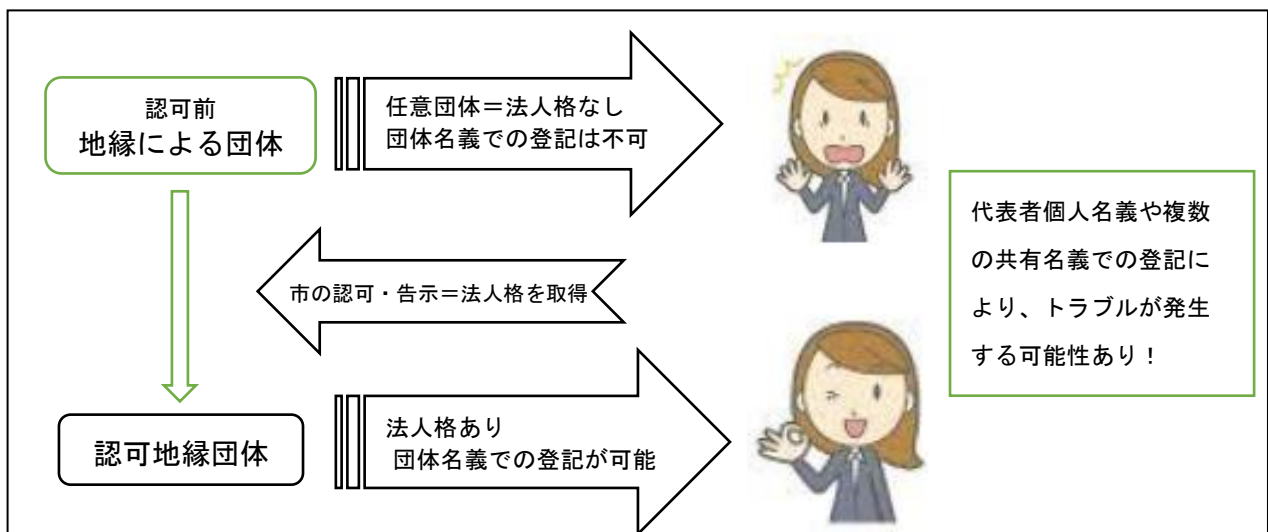 認可前
地縁による団体
任意団体＝法人格なし
団体名義での登記は不可
代表者個人名義や複数
の共有名義での登記に
より、トラブルが発生
する可能性あり！
市の認可・告示＝法人格を取得
認可地縁団体
法人格あり
団体名義での登記が可能